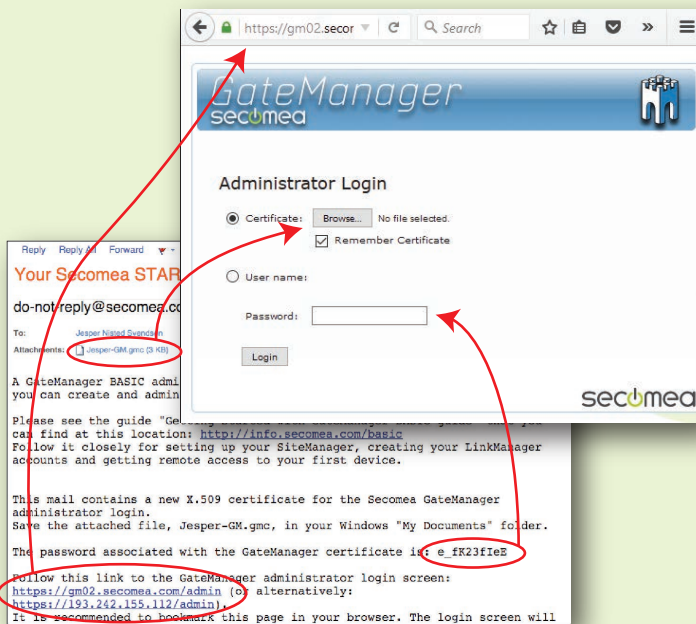 https://gm02.secor
Search
GateManager
secomea
Administrator Login
Certificate: Browse... No file selected.
Remember Certificate
User name:
Password:
Login
secomea
Reply Reply All Forward
Your Secomea STAR
do-not-reply@secomea.co
To: Jesper Nisted Svendsen
Attachments: Jesper-GM.gmc (3 KB)
A GateManager BASIC admi
you can create and admin
Please see the guide "Getting Started with GateManager BASIC guide" that you
can find at this location: http://info.secomea.com/basic
Follow it closely for setting up your SiteManager, creating your LinkManager
accounts and getting remote access to your first device.
This mail contains a new X.509 certificate for the Secomea GateManager
administrator login.
Save the attached file, Jesper-GM.gmc, in your Windows "My Documents" folder.
The password associated with the GateManager certificate is: e_fK23fIeE
Follow this link to the GateManager administrator login screen:
https://gm02.secomea.com/admin (or alternatively:
https://193.242.155.112/admin).
It is recommended to bookmark this page in your browser. The login screen will